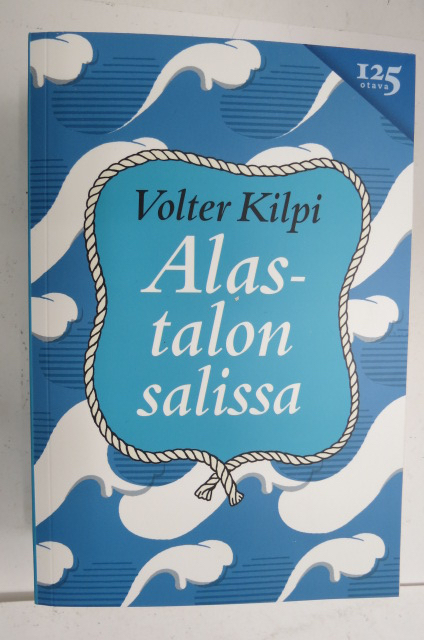 125
otava
Volter Kilpi
Alas-
talon
salissa